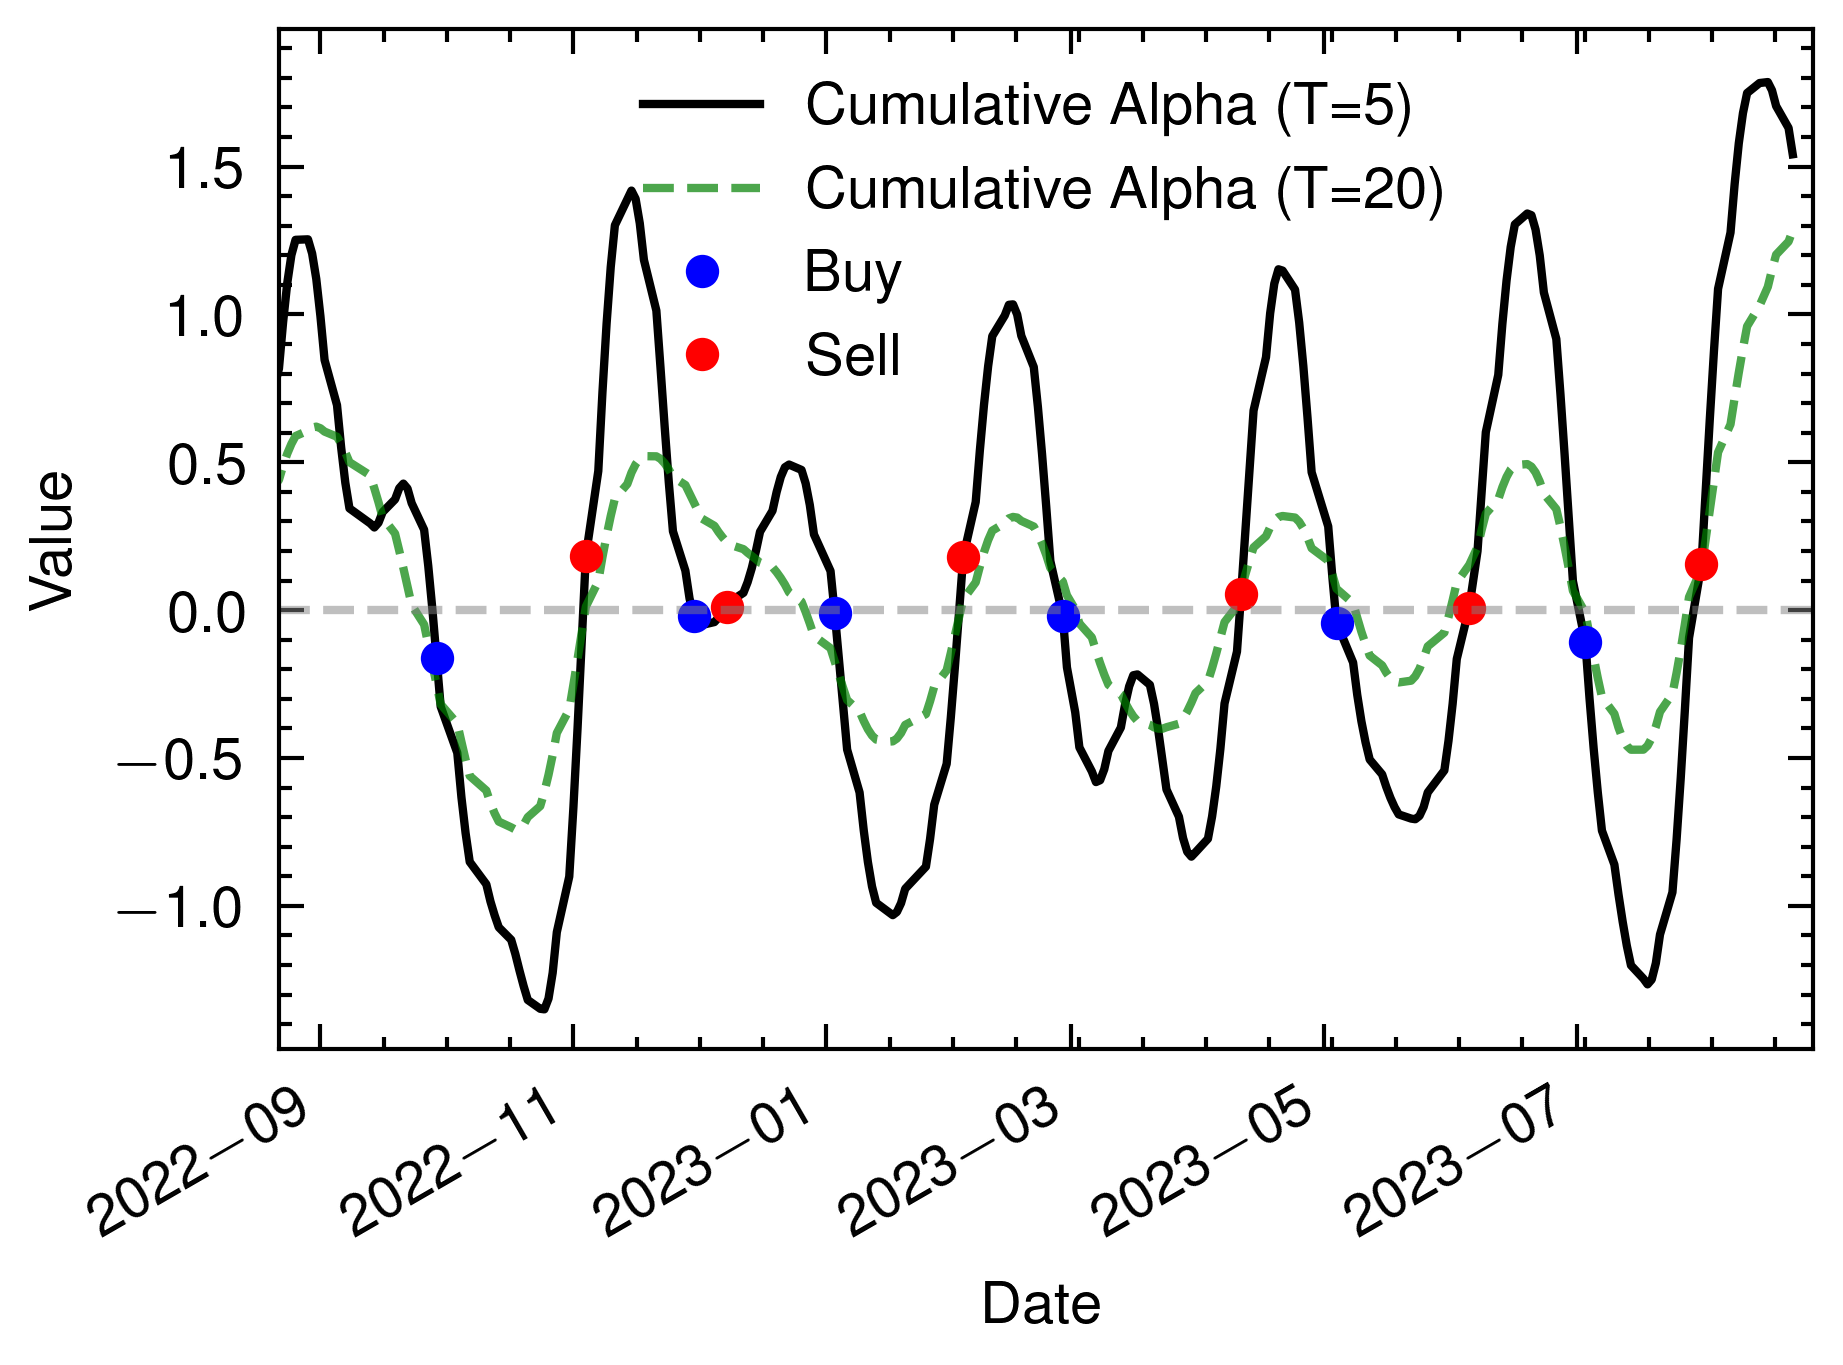 Cumulative Alpha (T=5)
Cumulative Alpha (T=20)
Buy
Sell
Value
1.5
1.0
0.5
0.0
−0.5
−1.0
2022−09
2022−11
2023−01
2023−03
2023−05
2023−07
Date